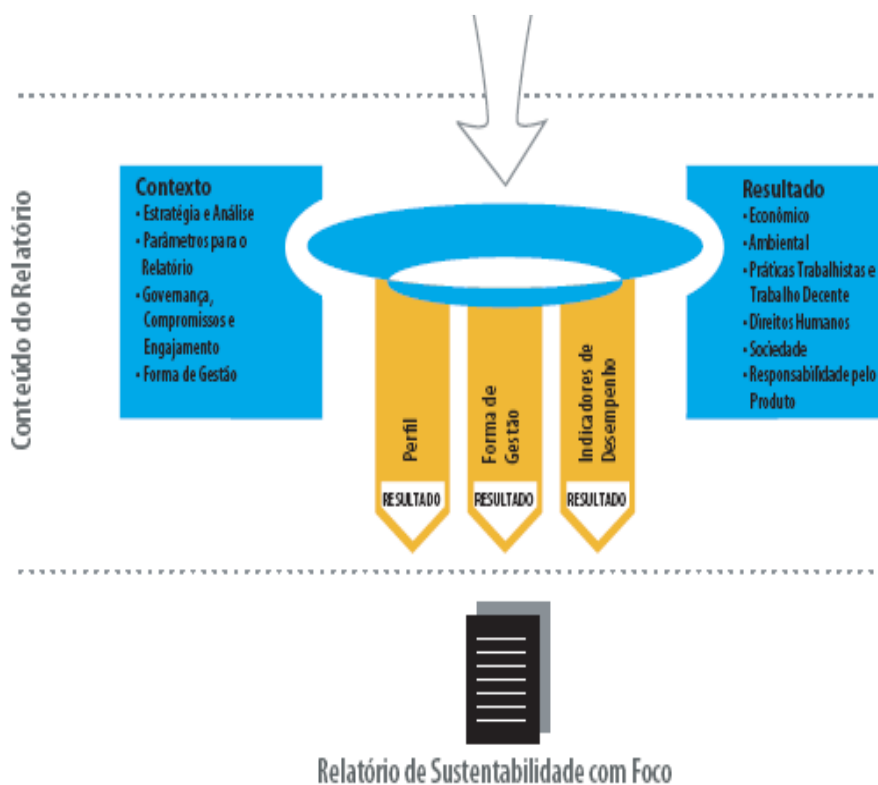 Conteúdo do Relatório
Contexto
• Estratégia e Análise
• Parâmetros para o
Relatório
• Governança,
Compromissos e
Engajamento
• Forma de Gestão
Perfil
RESULTADO
Forma de
Gestão
RESULTADO
Indicadores de
Desempenho
RESULTADO
Resultado
• Econômico
• Ambiental
• Práticas Trabalhistas e
Trabalho Decente
• Direitos Humanos
• Sociedade
• Responsabilidade pelo
Produto
Relatório de Sustentabilidade com Foco